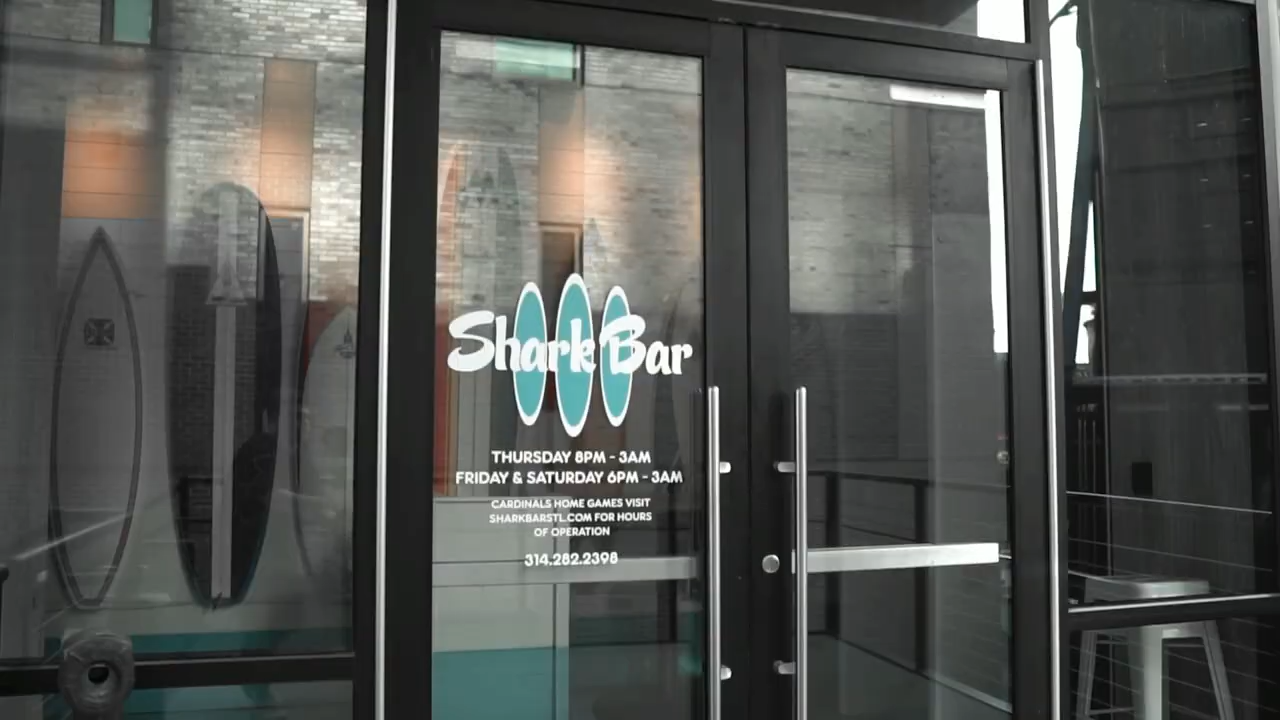 Shark Bar
THURSDAY 8PM - 3AM
FRIDAY & SATURDAY 6PM - 3AM
CARDINALS HOME GAMES VISIT
SHARKBARSTL.COM FOR HOURS
OF OPERATION
314.282.2398